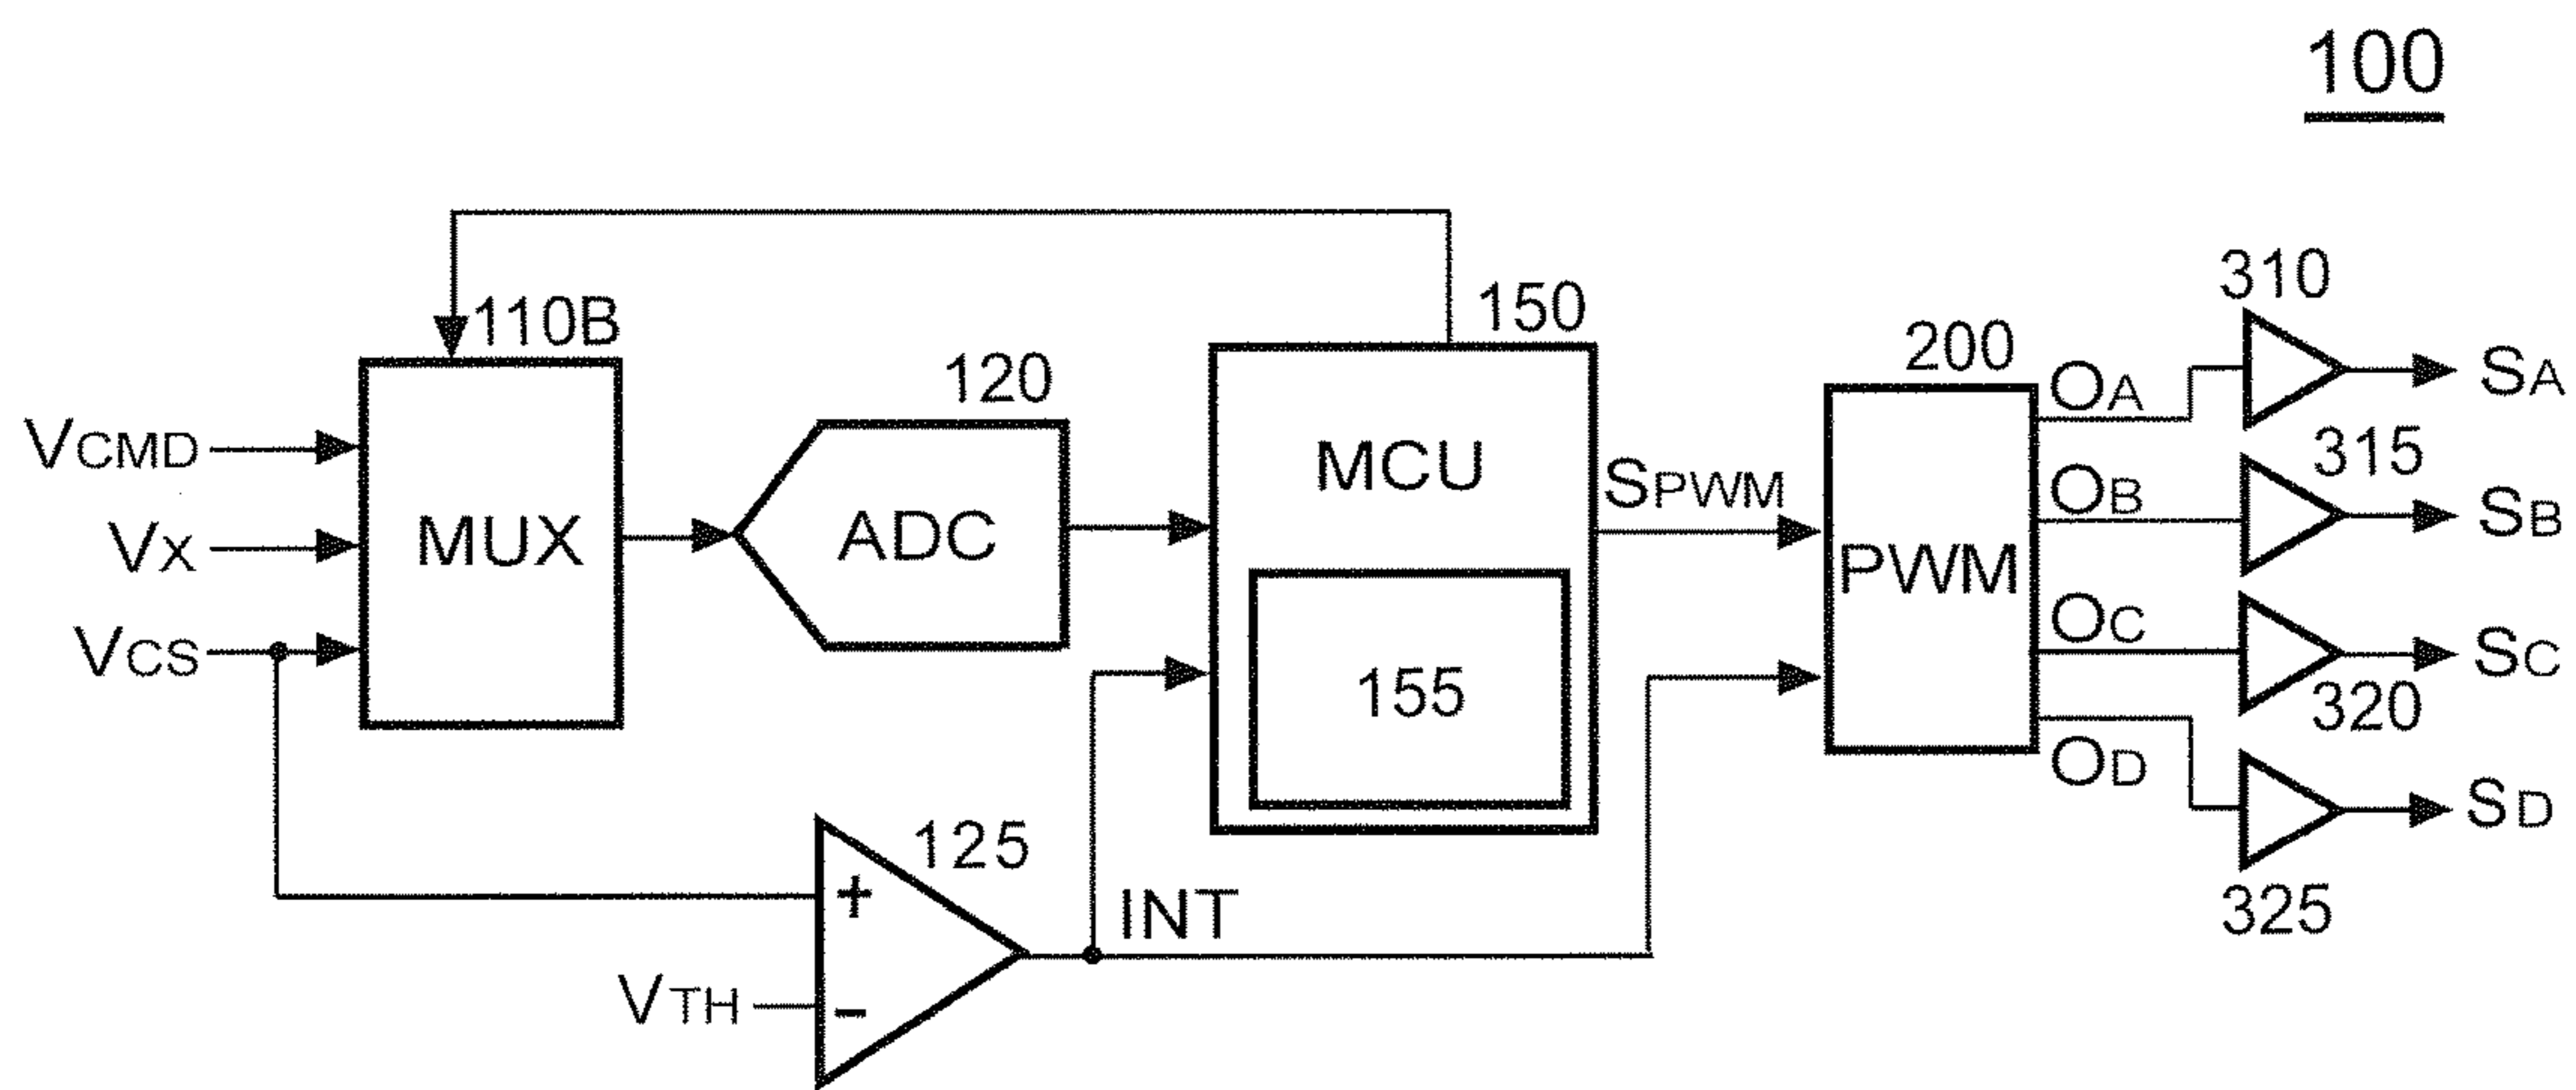 100
110B
150
310
200
120
OA
SA
VCMD
MCU
315
SPWM
OB
SB
MUX
ADC
VX
PWM
OC
VCS
155
SC
320
OD
SD
125
+
INT
325
VTH
−